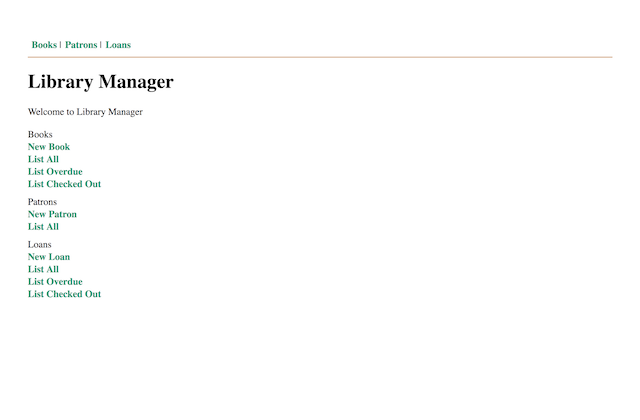 Books | Patrons | Loans
Library Manager
Welcome to Library Manager
Books
New Book
List All
List Overdue
List Checked Out
Patrons
New Patron
List All
Loans
New Loan
List All
List Overdue
List Checked Out